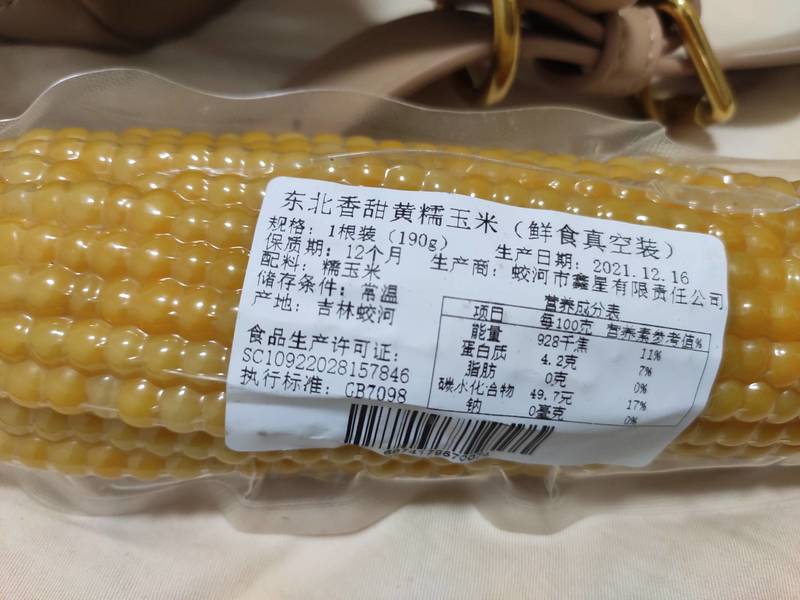 东北香甜黄糯玉米（鲜食真空装）
规格：1根装（190g）
生产日期：2021.12.16
保质期：12个月
生产商：蛟河市鑫星有限责任公司
配料：糯玉米
储存条件：常温
产地：吉林蛟河
食品生产许可证：
SC10922028157846
执行标准：GB7098
营养成分表
项目 每100克 营养素参考值%
能量 928千焦 11%
蛋白质 4.2克 7%
脂肪 0克 0%
碳水化合物 49.7克 17%
钠 0毫克 0%